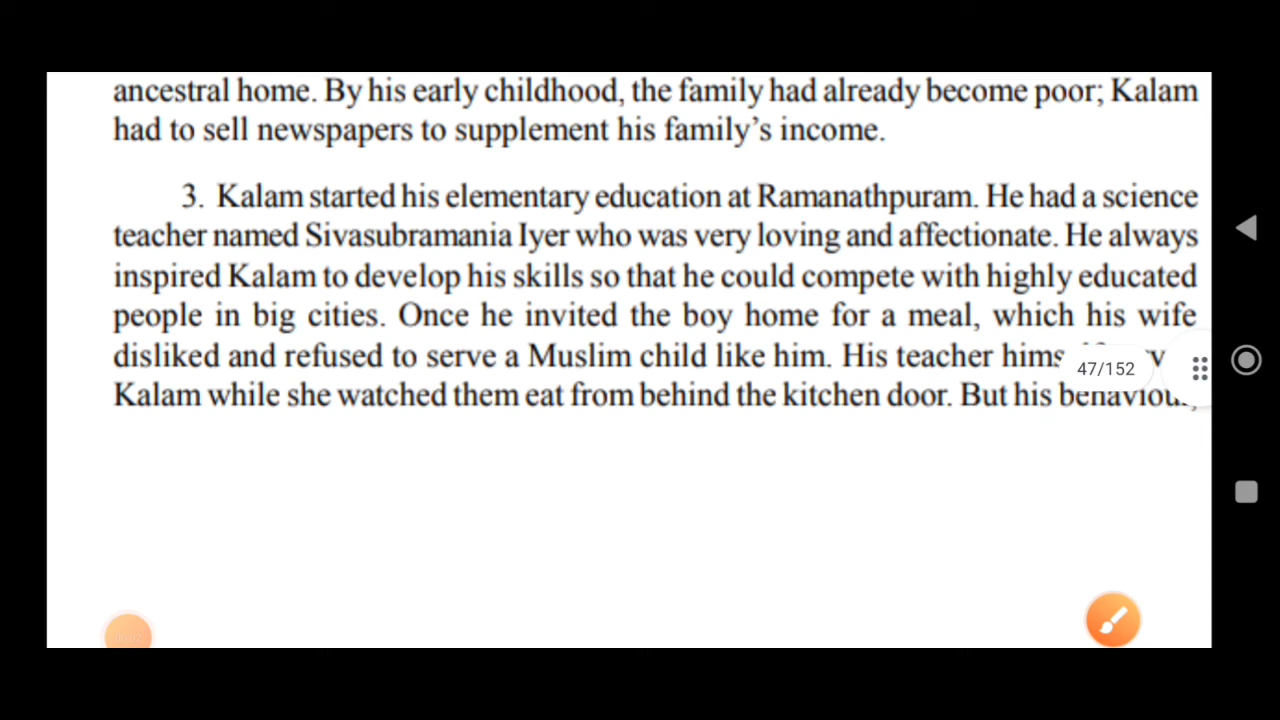 ancestral home. By his early childhood, the family had already become poor; Kalam
had to sell newspapers to supplement his family's income.
3. Kalam started his elementary education at Ramanathpuram. He had a science
teacher named Sivasubramania Iyer who was very loving and affectionate. He always
inspired Kalam to develop his skills so that he could compete with highly educated
people in big cities. Once he invited the boy home for a meal, which his wife
disliked and refused to serve a Muslim child like him. His teacher
47/152
Kalam while she watched them eat from behind the kitchen door. But his behaviour,